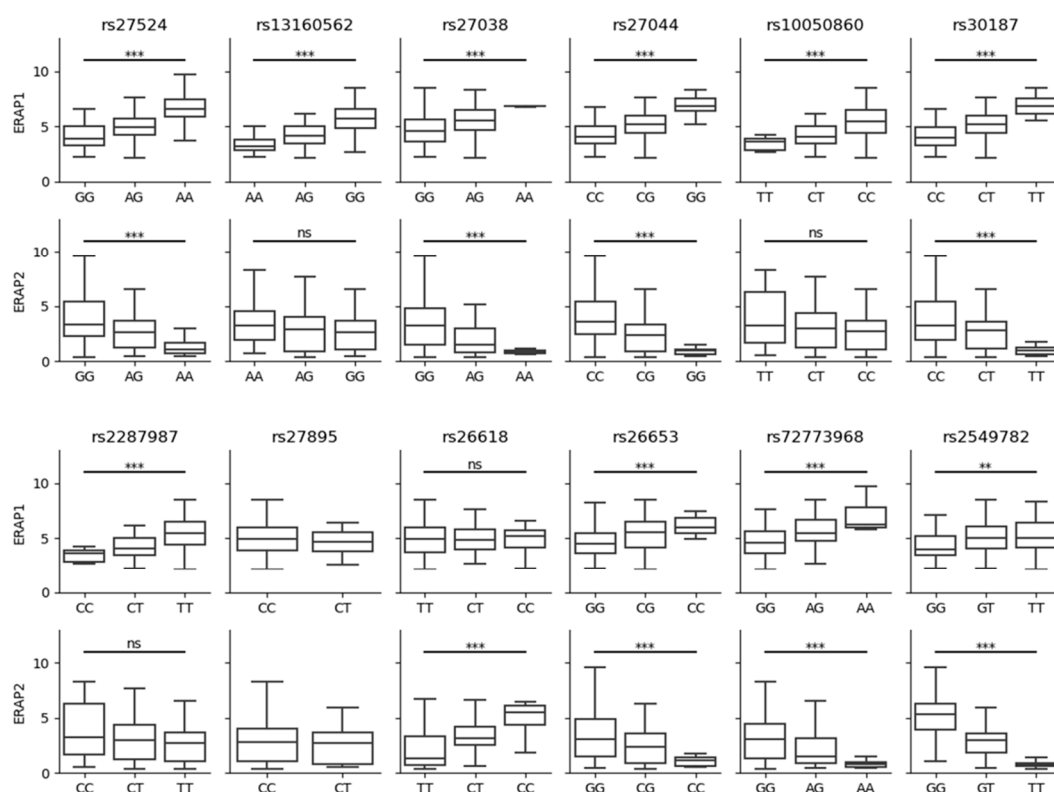 rs27524 rs13160562 rs27038 rs27044 rs10050860 rs30187
*** *** *** *** *** ***
10
ERAP1
5
0
GG AG AA AA AG GG GG AG AA CC CG GG TT CT CC CC CT TT
*** ns *** *** ns ***
10
ERAP2
5
0
GG AG AA AA AG GG GG AG AA CC CG GG TT CT CC CC CT TT
rs2287987 rs27895 rs26618 rs26653 rs72773968 rs2549782
*** ns *** *** **
10
ERAP1
5
0
CC CT TT CC CT TT CT CC GG CG CC GG AG AA GG GT TT
ns *** *** *** ***
10
ERAP2
5
0
CC CT TT CC CT TT CT CC GG CG CC GG AG AA GG GT TT